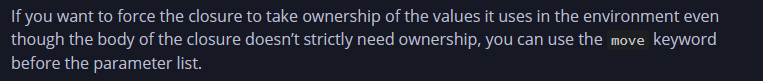 If you want to force the closure to take ownership of the values it uses in the environment even
though the body of the closure doesn’t strictly need ownership, you can use the move keyword
before the parameter list.